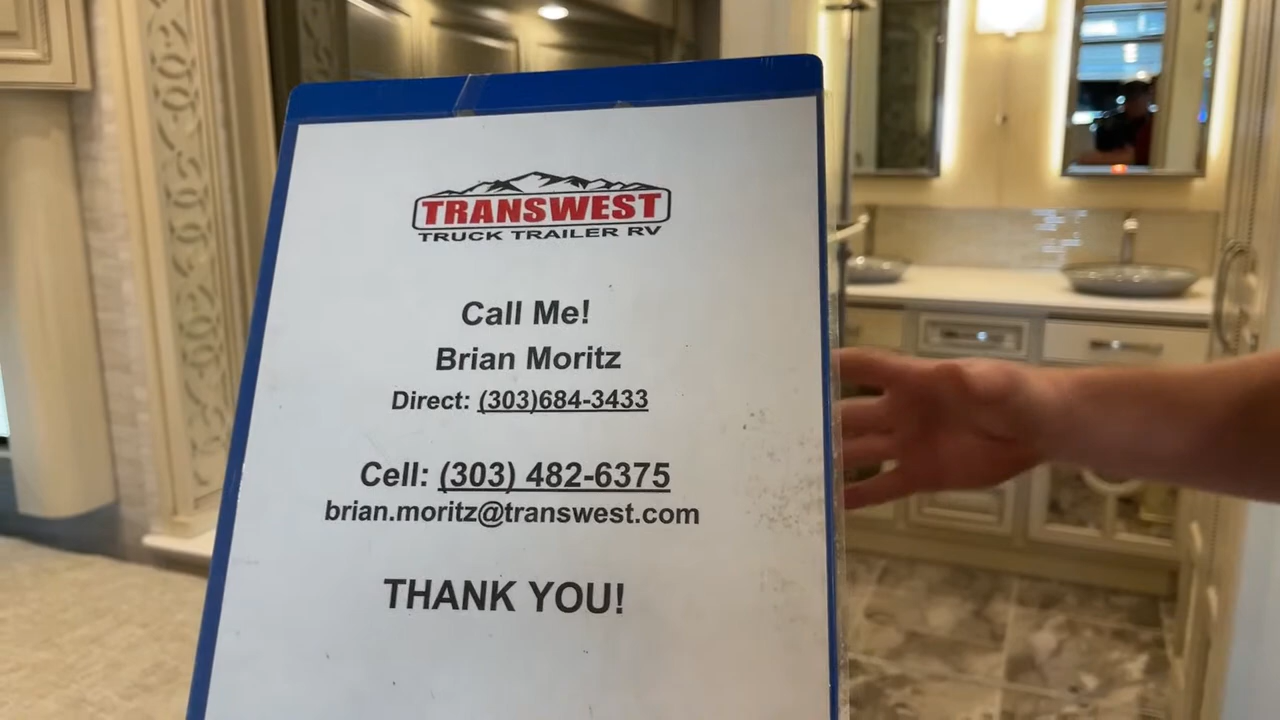 TRANSWEST
TRUCK TRAILER RV
Call Me!
Brian Moritz
Direct: (303)684-3433
Cell: (303) 482-6375
brian.moritz@transwest.com
THANK YOU!